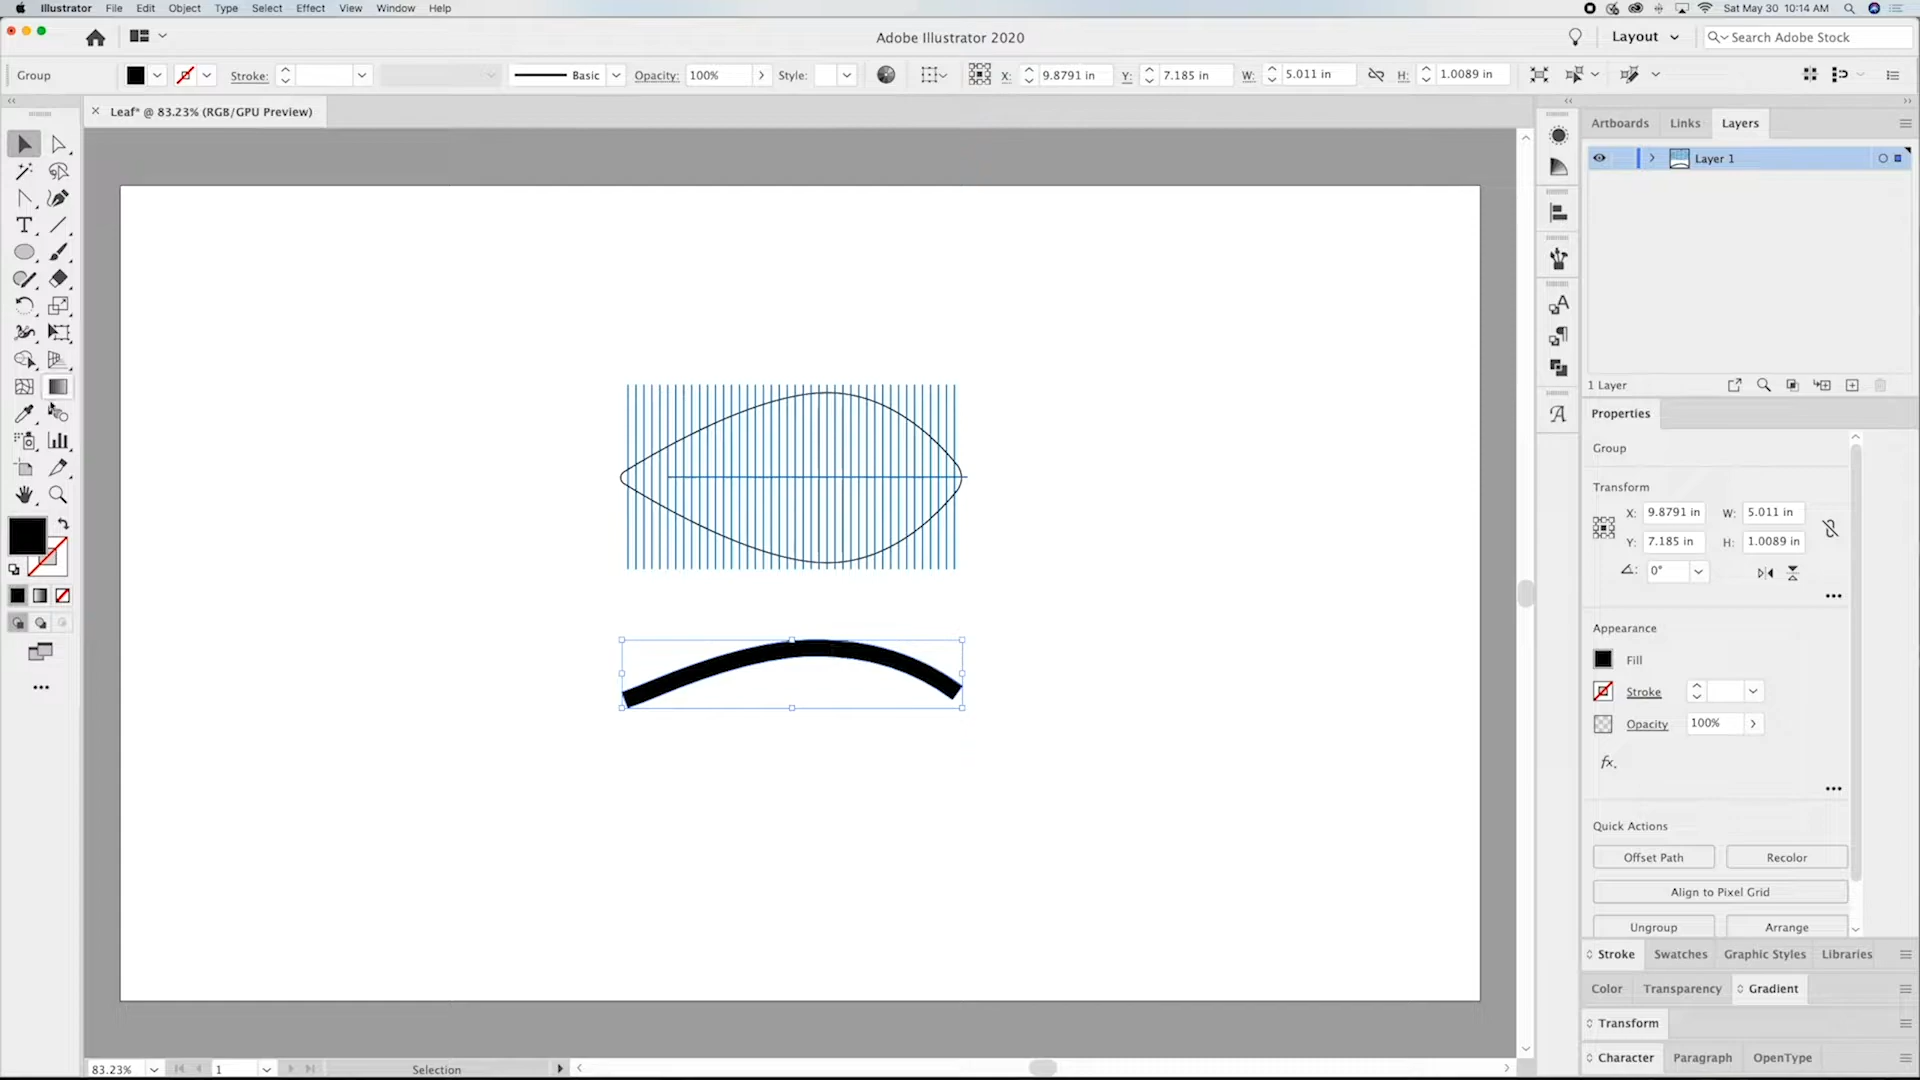 Illustrator File Edit Object Type Select Effect View Window Help
Sat May 30 10:14 AM
Adobe Illustrator 2020
Layout
Search Adobe Stock
Group
Stroke:
Basic
Opacity: 100%
Style:
X: 9.8791 in
Y: 7.185 in
W: 5.011 in
H: 1.0089 in
Leaf* @ 83.23% (RGB/GPU Preview)
Artboards Links Layers
Layer 1
1 Layer
Properties
Group
Transform
X: 9.8791 in W: 5.011 in
Y: 7.185 in H: 1.0089 in
0°
Appearance
Fill
Stroke
Opacity 100%
fx.
Quick Actions
Offset Path Recolor
Align to Pixel Grid
Ungroup Arrange
Stroke Swatches Graphic Styles Libraries
Color Transparency Gradient
Transform
Character Paragraph OpenType
83.23% 1 Selection